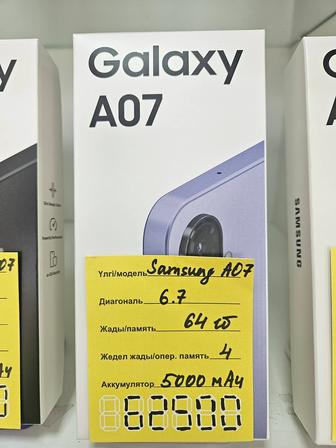 Galaxy
A07
Үлгі/модель Samsung A07
Диагональ 6.7
Жады/память 64 гб
Жедел жады/опер. память 4
Аккумулятор 5000 мАч
62500
SAMSUNG
y
07